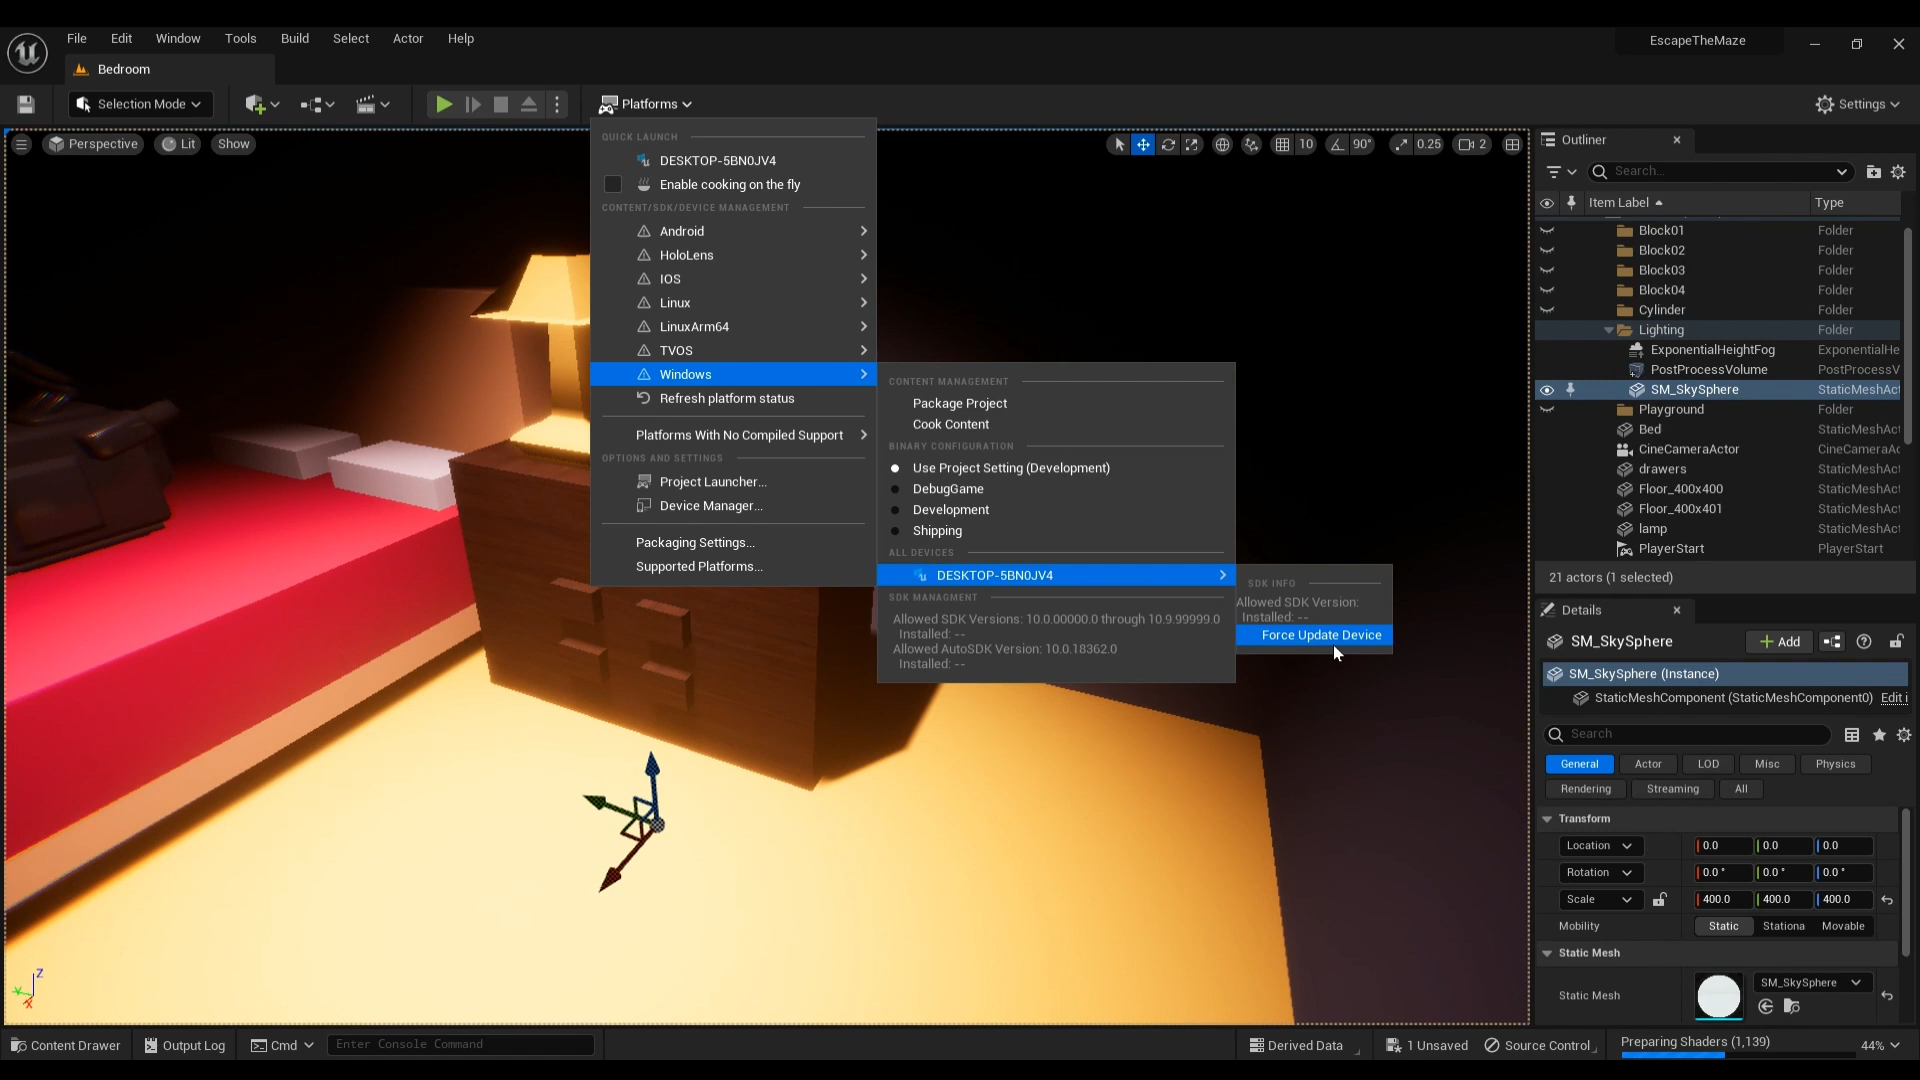 File Edit Window Tools Build Select Actor Help
EscapeTheMaze
Bedroom
Selection Mode
Platforms
Settings
Perspective Lit Show
10 90° 0.25 2
QUICK LAUNCH
DESKTOP-5BN0JV4
Enable cooking on the fly
CONTENT/SDK/DEVICE MANAGEMENT
Android
HoloLens
IOS
Linux
LinuxArm64
TVOS
Windows
Refresh platform status
Platforms With No Compiled Support
OPTIONS AND SETTINGS
Project Launcher...
Device Manager...
Packaging Settings...
Supported Platforms...
CONTENT MANAGEMENT
Package Project
Cook Content
BINARY CONFIGURATION
Use Project Setting (Development)
DebugGame
Development
Shipping
ALL DEVICES
DESKTOP-5BN0JV4
SDK MANAGMENT
Allowed SDK Versions: 10.0.00000.0 through 10.9.99999.0
Installed: --
Allowed AutoSDK Version: 10.0.18362.0
Installed: --
SDK INFO
Allowed SDK Version:
Installed: --
Force Update Device
Z
Y
X
Outliner
Search...
Item Label Type
Block01 Folder
Block02 Folder
Block03 Folder
Block04 Folder
Cylinder Folder
Lighting Folder
ExponentialHeightFog ExponentialHe
PostProcessVolume PostProcessV
SM_SkySphere StaticMeshAct
Playground Folder
Bed StaticMeshAct
CineCameraActor CineCameraAc
drawers StaticMeshAct
Floor_400x400 StaticMeshAct
Floor_400x401 StaticMeshAct
lamp StaticMeshAct
PlayerStart PlayerStart
21 actors (1 selected)
Details
SM_SkySphere Add
SM_SkySphere (Instance)
StaticMeshComponent (StaticMeshComponent0) Edit i
Search
General Actor LOD Misc Physics
Rendering Streaming All
Transform
Location 0.0 0.0 0.0
Rotation 0.0° 0.0° 0.0°
Scale 400.0 400.0 400.0
Mobility Static Stationa Movable
Static Mesh
Static Mesh SM_SkySphere
Content Drawer Output Log Cmd Enter Console Command
Derived Data 1 Unsaved Source Control Preparing Shaders (1,139) 44%